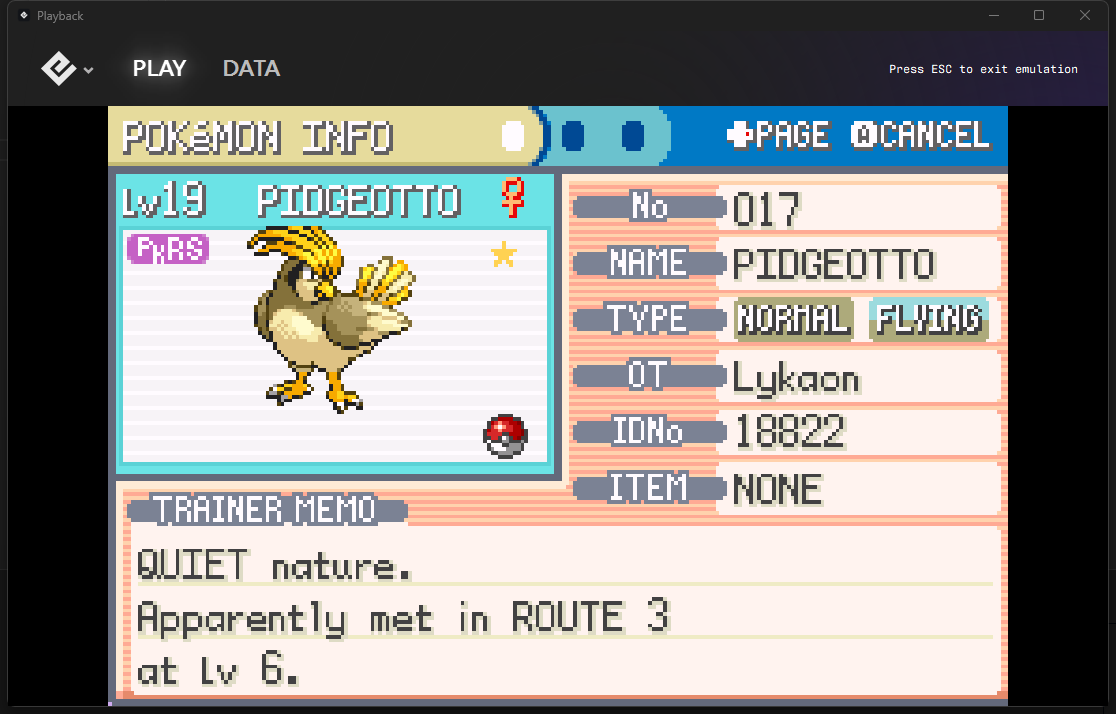 Playback
PLAY DATA
Press ESC to exit emulation
POKéMON INFO
PAGE
A CANCEL
Lv19 PIDGEOTTO ♀
PKRS
No 017
NAME PIDGEOTTO
TYPE NORMAL FLYING
OT Lykaon
IDNo 18822
ITEM NONE
TRAINER MEMO
QUIET nature.
Apparently met in ROUTE 3
at Lv 6.